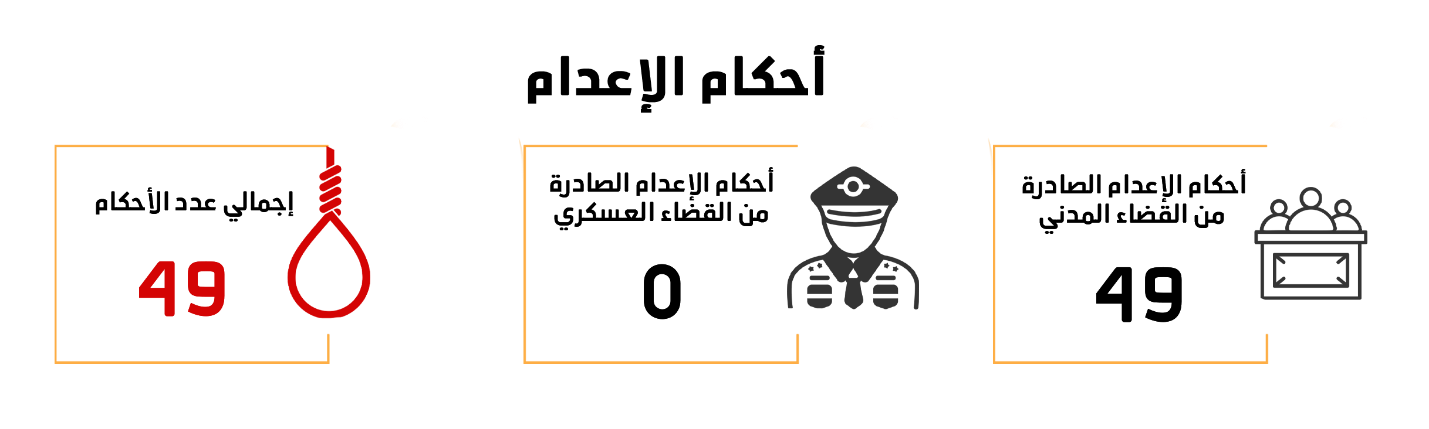 أحكام الإعدام
أحكام الإعدام الصادرة
من القضاء المدني
49
أحكام الإعدام الصادرة
من القضاء العسكري
0
إجمالي عدد الأحكام
49